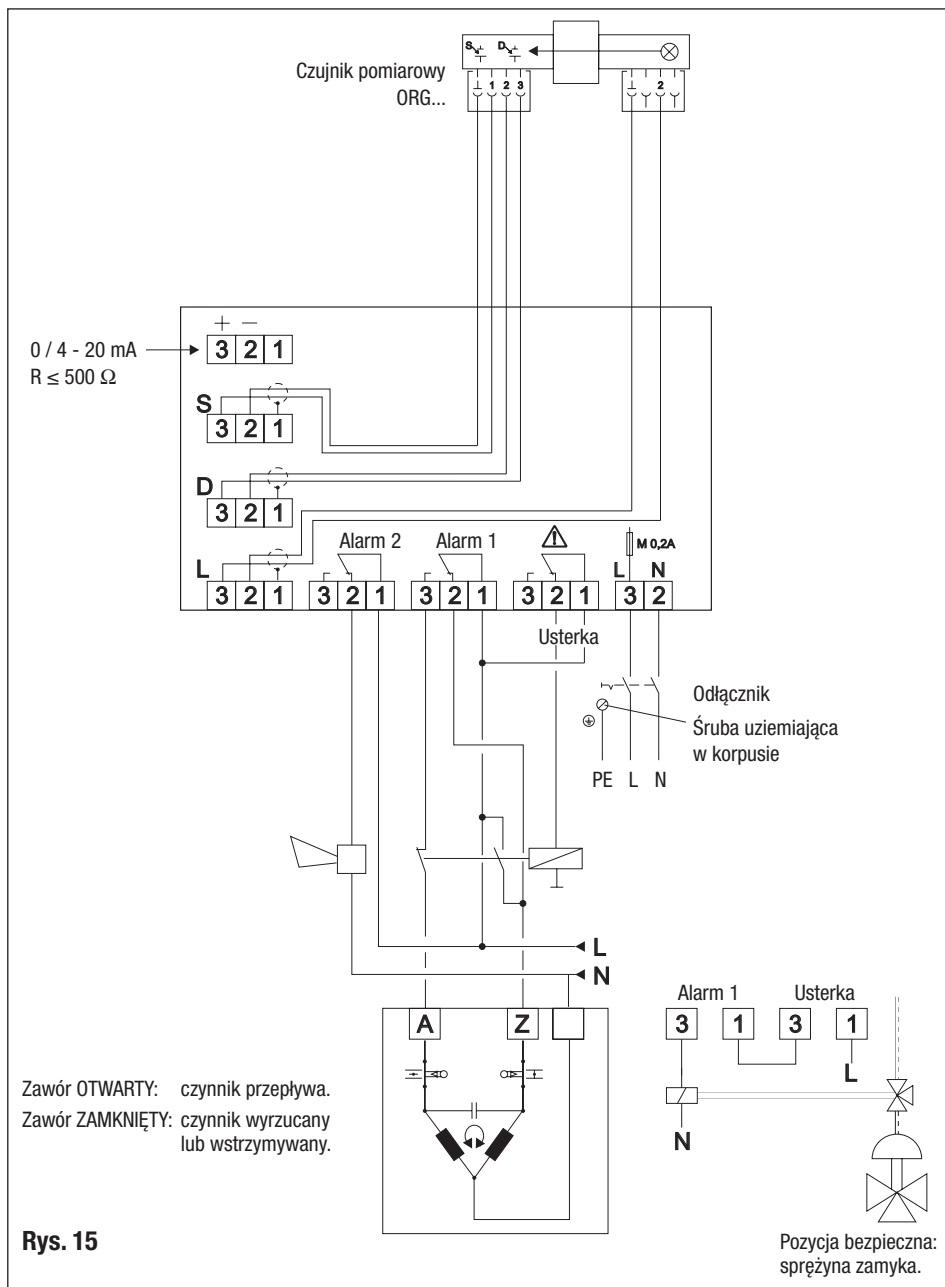 S D
Czujnik pomiarowy
ORG...
1 2 3
2
+ −
0 / 4 - 20 mA
3 2 1
R ≤ 500 Ω
S
3 2 1
D
3 2 1
L
Alarm 2 Alarm 1 M 0,2A
L N
3 2 1 3 2 1 3 2 1 3 2 1 3 2
Usterka
Odłącznik
Śruba uziemiająca
w korpusie
PE L N
L
N
A Z
Alarm 1 Usterka
3 1 3 1
L
N
Zawór OTWARTY: czynnik przepływa.
Zawór ZAMKNIĘTY: czynnik wyrzucany
lub wstrzymywany.
Rys. 15
Pozycja bezpieczna:
sprężyna zamyka.